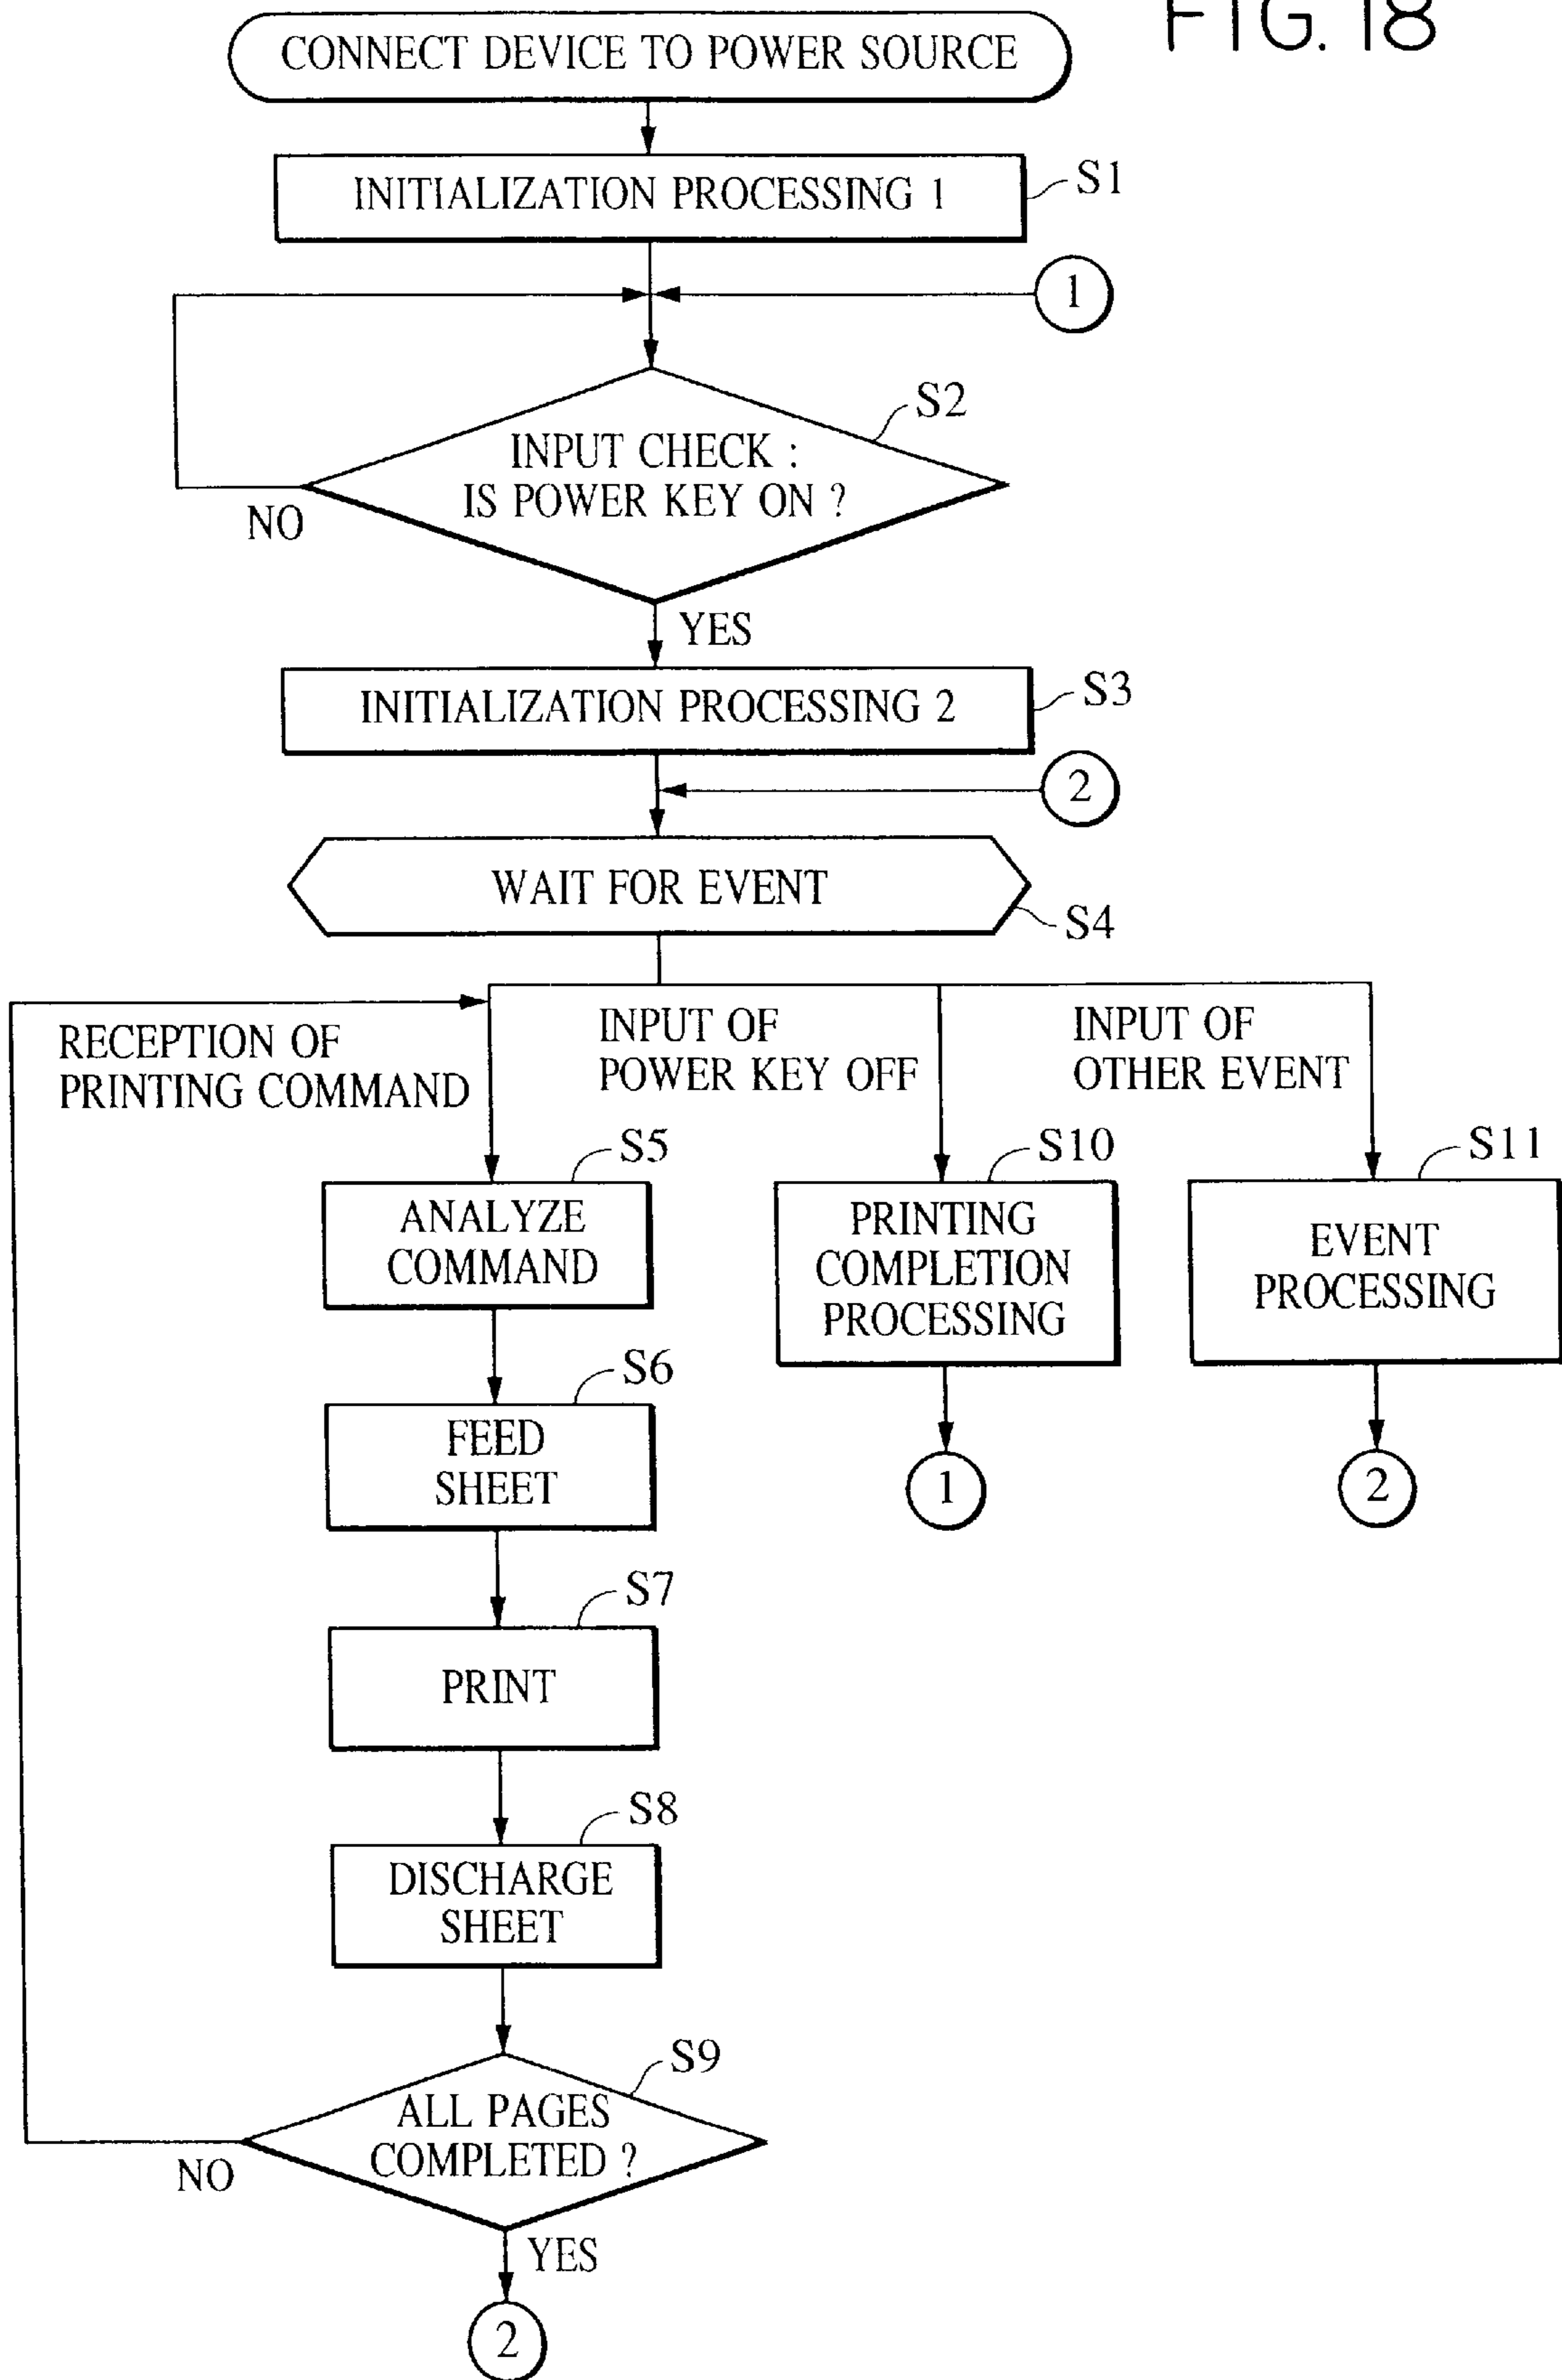 FIG. 18
CONNECT DEVICE TO POWER SOURCE
INITIALIZATION PROCESSING 1
S1
1
S2
INPUT CHECK :
IS POWER KEY ON ?
NO
YES
INITIALIZATION PROCESSING 2
S3
2
WAIT FOR EVENT
S4
RECEPTION OF
PRINTING COMMAND
INPUT OF
POWER KEY OFF
INPUT OF
OTHER EVENT
S5
ANALYZE
COMMAND
S10
PRINTING
COMPLETION
PROCESSING
S11
EVENT
PROCESSING
S6
FEED
SHEET
1
2
S7
PRINT
S8
DISCHARGE
SHEET
S9
ALL PAGES
COMPLETED ?
NO
YES
2